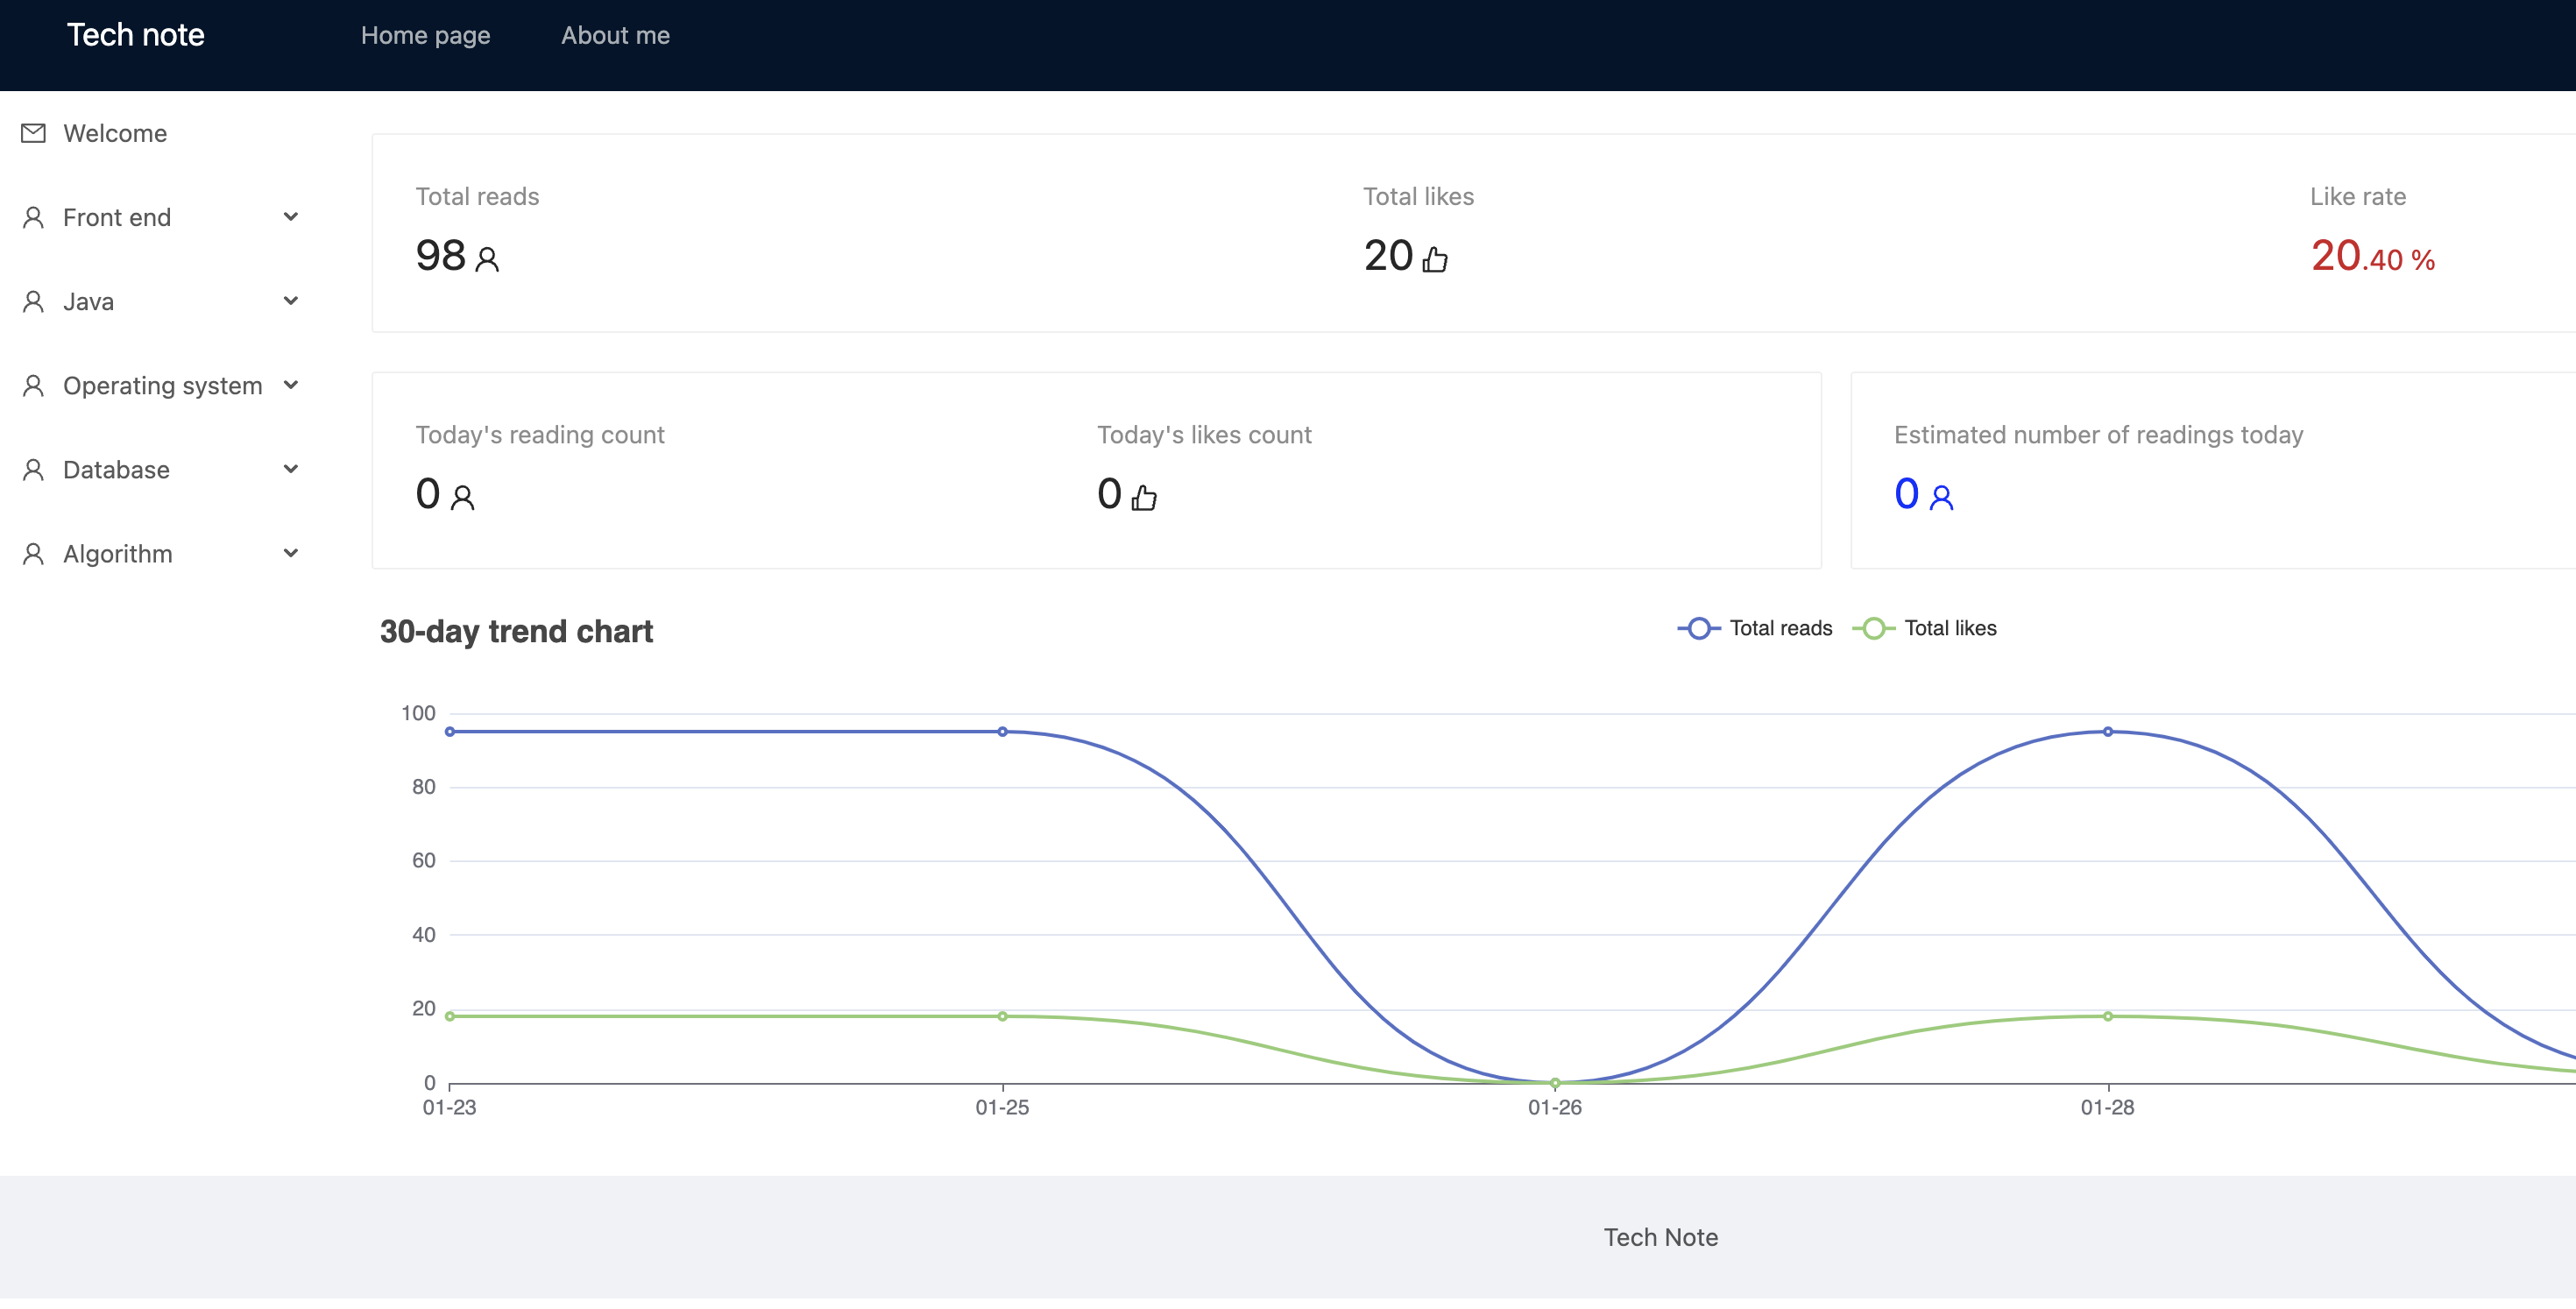 Tech note
Home page
About me
Welcome
Front end
Java
Operating system
Database
Algorithm
Total reads
98
Total likes
20
Like rate
20.40 %
Today's reading count
0
Today's likes count
0
Estimated number of readings today
0
30-day trend chart
Total reads
Total likes
100
80
60
40
20
0
01-23
01-25
01-26
01-28
Tech Note